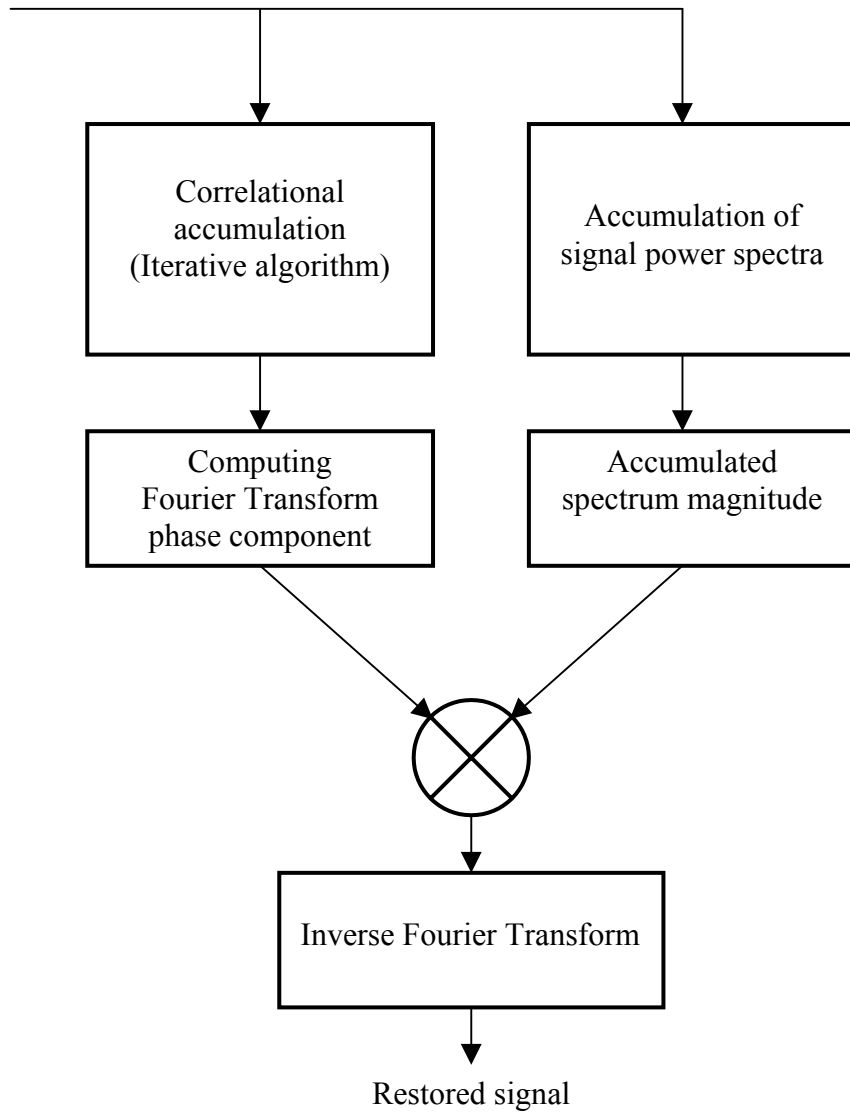 Correlational
accumulation
(Iterative algorithm)
Accumulation of
signal power spectra
Computing
Fourier Transform
phase component
Accumulated
spectrum magnitude
Inverse Fourier Transform
Restored signal